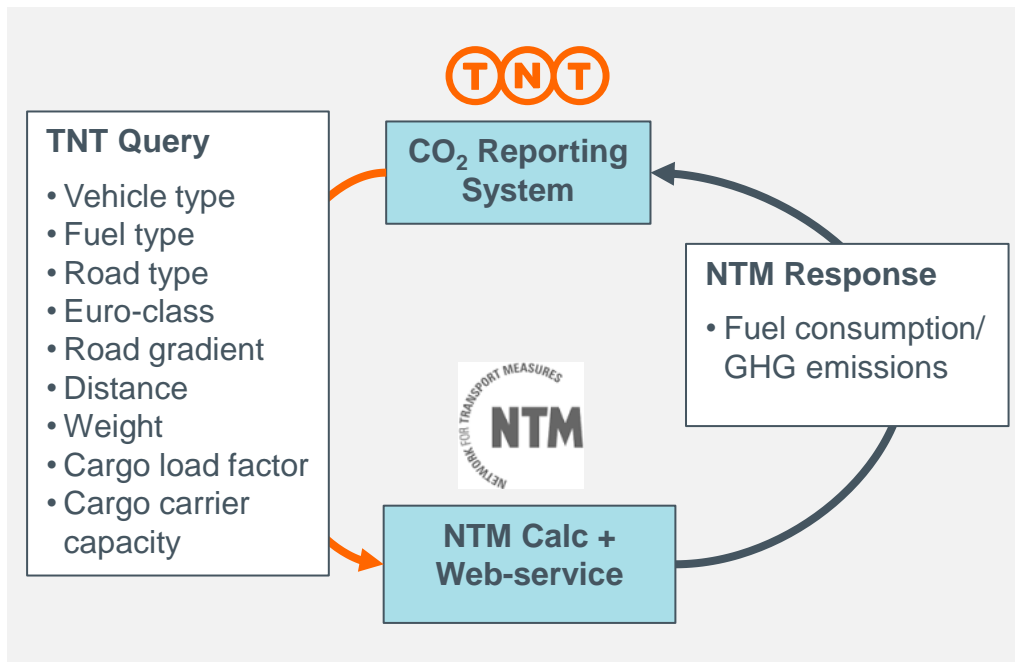 TNT
TNT Query
• Vehicle type
• Fuel type
• Road type
• Euro-class
• Road gradient
• Distance
• Weight
• Cargo load factor
• Cargo carrier
capacity
CO₂ Reporting
System
NTM Response
• Fuel consumption/
GHG emissions
NETWORK FOR TRANSPORT MEASURES
NTM
NTM Calc +
Web-service